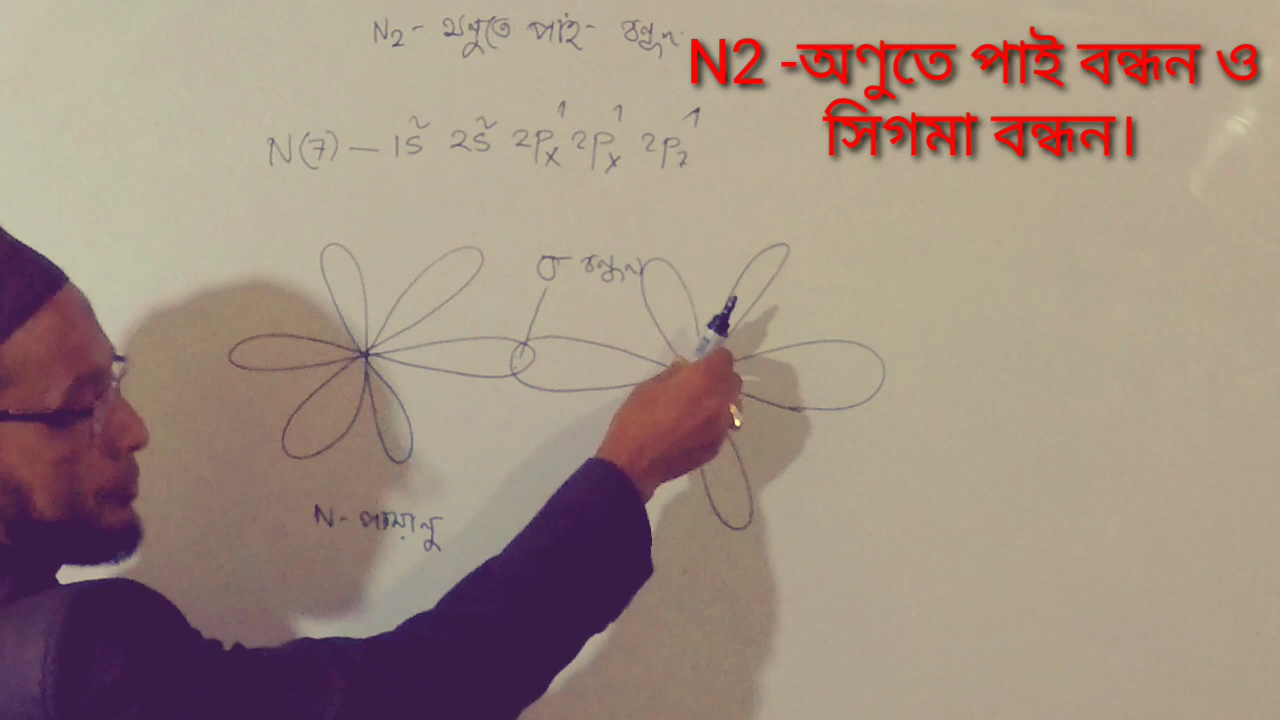 N2 - অণুতে পাই - বন্ধন
N2 -অণুতে পাই বন্ধন ও
সিগমা বন্ধন।
N(7) — 1s² 2s² 2px¹ 2px¹ 2pz¹
σ বন্ধন
N - পরমাণু